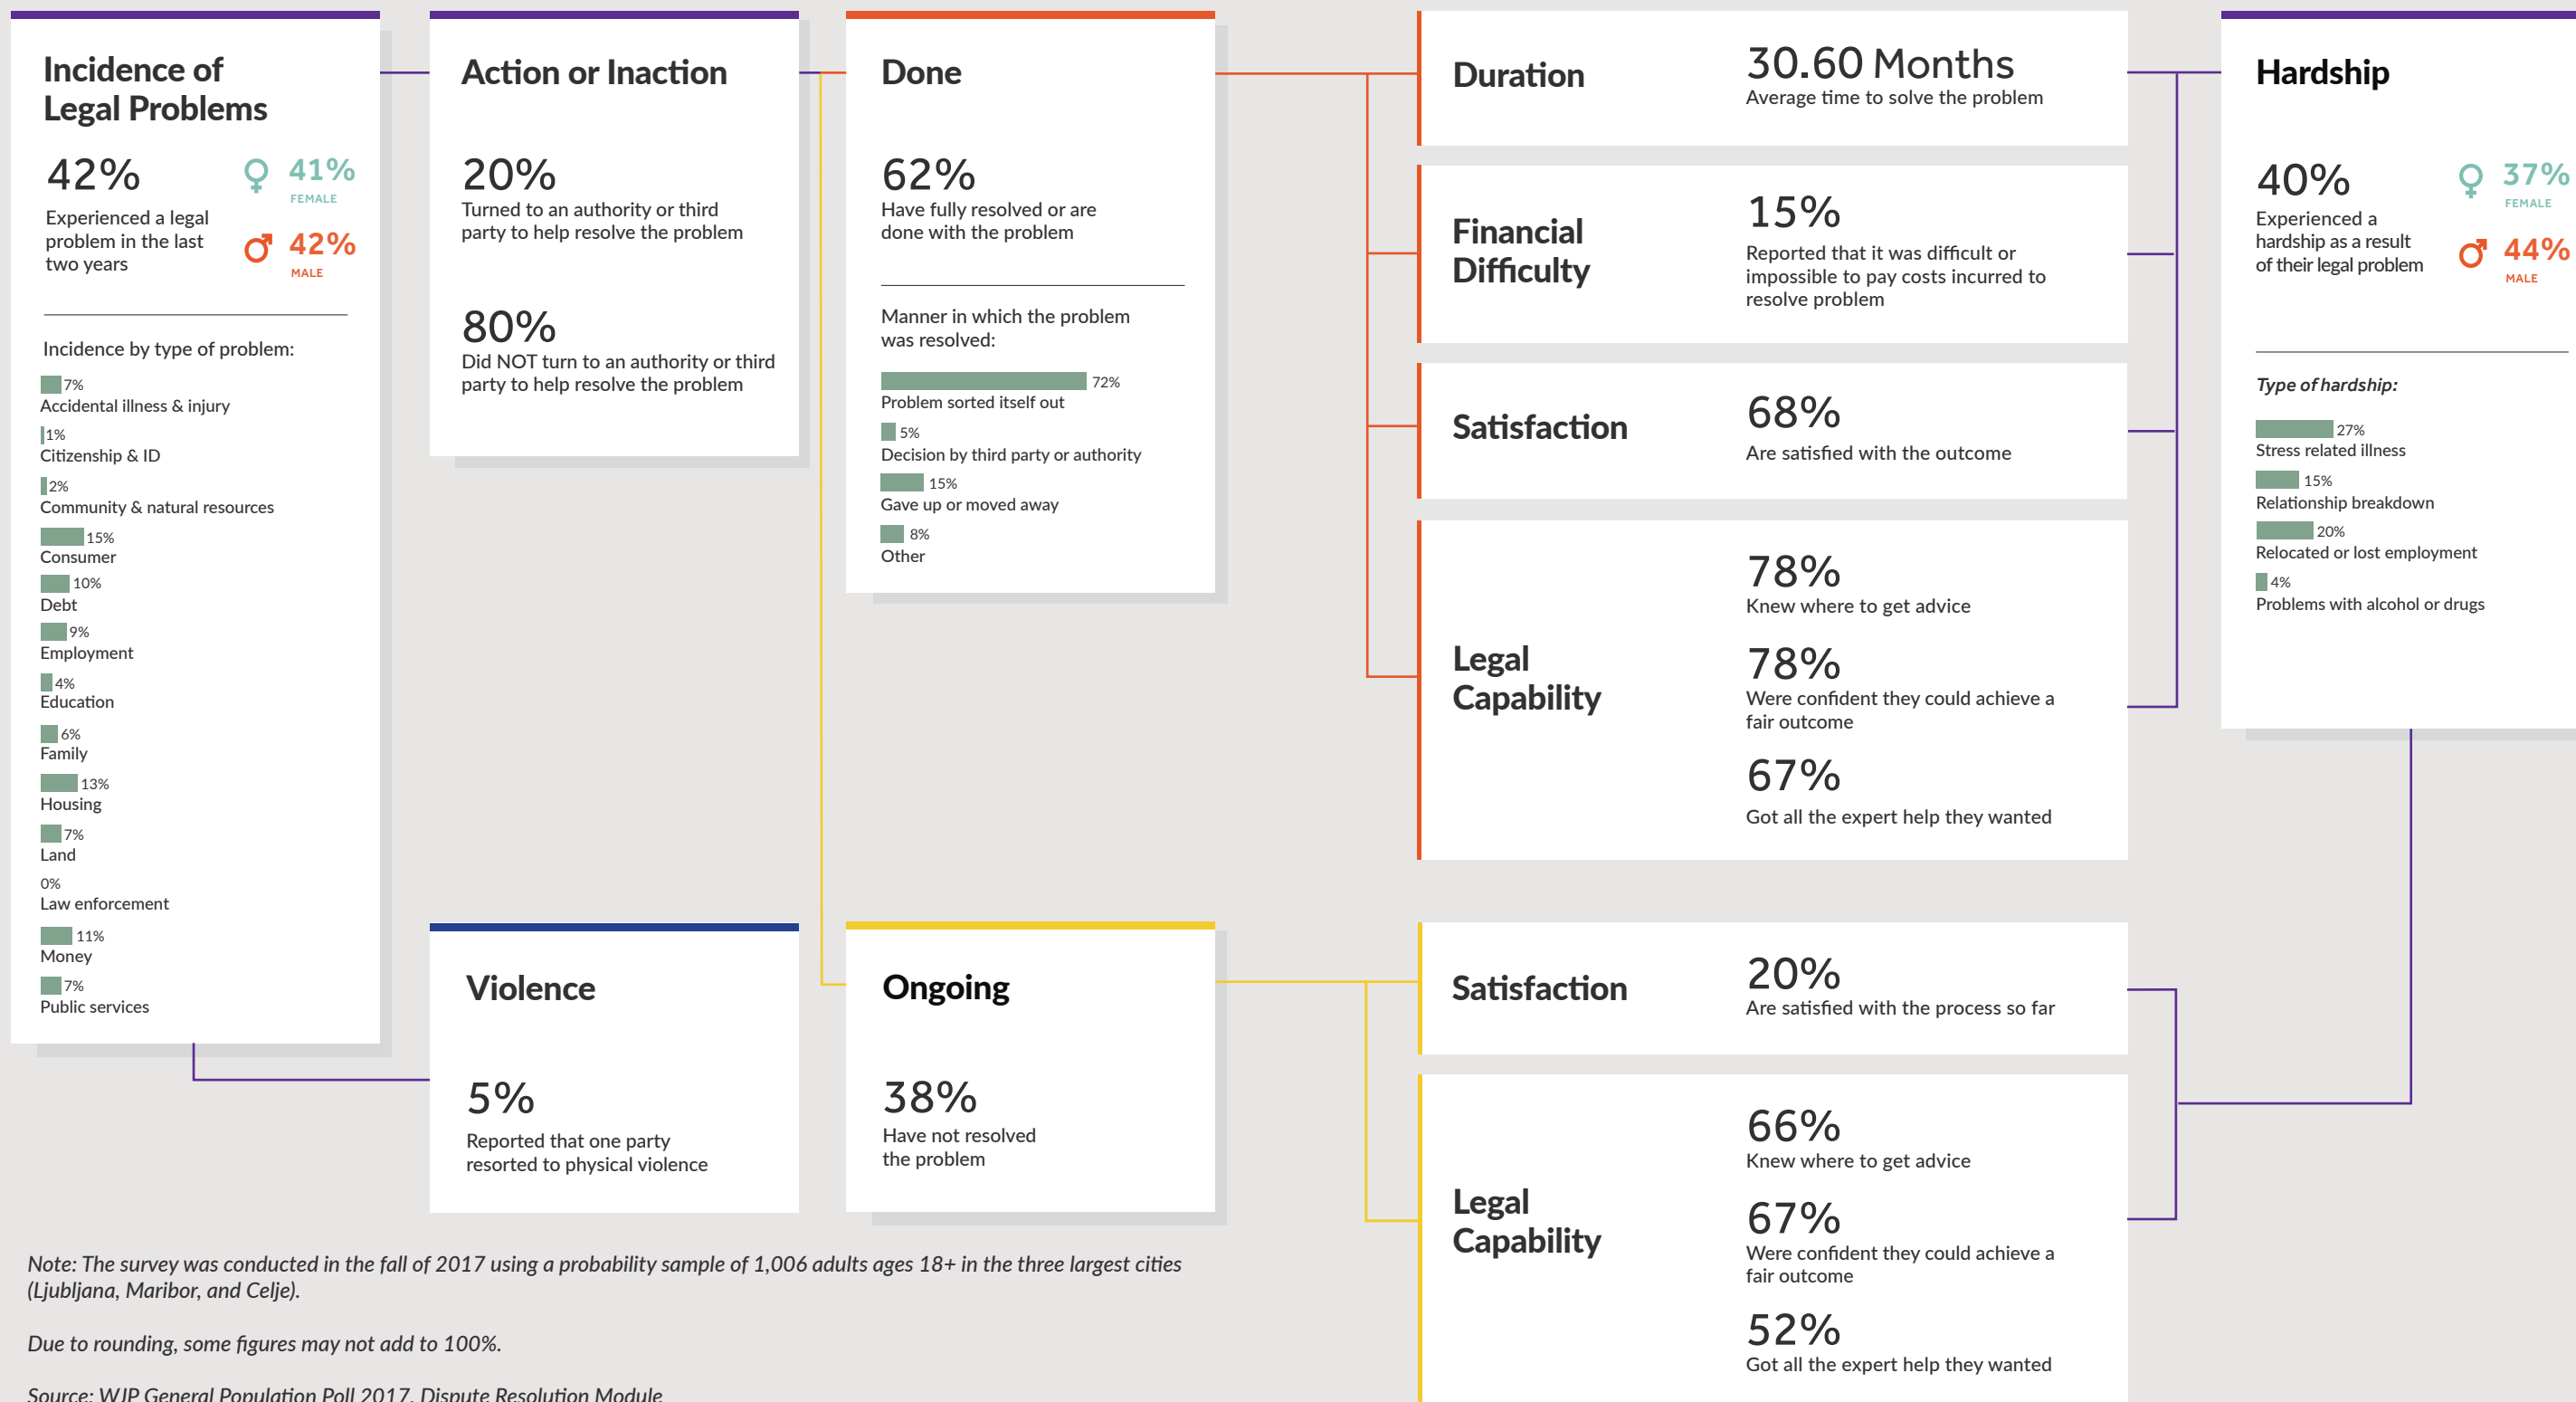 Incidence of
Legal Problems
42%
Experienced a legal
problem in the last
two years
41%
FEMALE
42%
MALE
Incidence by type of problem:
7%
Accidental illness & injury
1%
Citizenship & ID
2%
Community & natural resources
15%
Consumer
10%
Debt
9%
Employment
4%
Education
6%
Family
13%
Housing
7%
Land
0%
Law enforcement
11%
Money
7%
Public services
Action or Inaction
20%
Turned to an authority or third
party to help resolve the problem
80%
Did NOT turn to an authority or third
party to help resolve the problem
Violence
5%
Reported that one party
resorted to physical violence
Done
62%
Have fully resolved or are
done with the problem
Manner in which the problem
was resolved:
72%
Problem sorted itself out
5%
Decision by third party or authority
15%
Gave up or moved away
8%
Other
Ongoing
38%
Have not resolved
the problem
Duration
30.60 Months
Average time to solve the problem
Financial
Difficulty
15%
Reported that it was difficult or
impossible to pay costs incurred to
resolve problem
Satisfaction
68%
Are satisfied with the outcome
Legal
Capability
78%
Knew where to get advice
78%
Were confident they could achieve a
fair outcome
67%
Got all the expert help they wanted
Satisfaction
20%
Are satisfied with the process so far
Legal
Capability
66%
Knew where to get advice
67%
Were confident they could achieve a
fair outcome
52%
Got all the expert help they wanted
Hardship
40%
Experienced a
hardship as a result
of their legal problem
37%
FEMALE
44%
MALE
Type of hardship:
27%
Stress related illness
15%
Relationship breakdown
20%
Relocated or lost employment
4%
Problems with alcohol or drugs
Note: The survey was conducted in the fall of 2017 using a probability sample of 1,006 adults ages 18+ in the three largest cities
(Ljubljana, Maribor, and Celje).
Due to rounding, some figures may not add to 100%.
Source: WJP General Population Poll 2017, Dispute Resolution Module